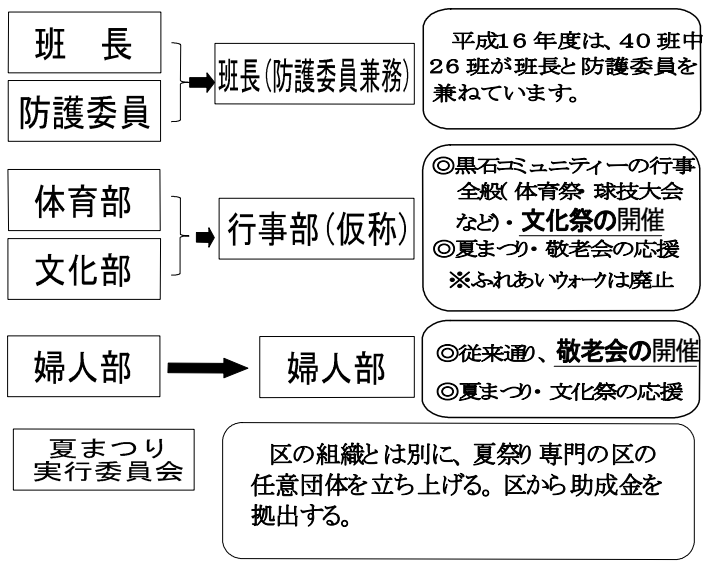 班　長
防護委員
班長（防護委員兼務）
平成１６年度は、４０班中
２６班が班長と防護委員を
兼ねています。
体育部
文化部
行事部（仮称）
◎黒石コミュニティーの行事
全般（体育祭・球技大会
など）・文化祭の開催
◎夏まつり・敬老会の応援
※ふれあいウォークは廃止
婦人部
婦人部
◎従来通り、敬老会の開催
◎夏まつり・文化祭の応援
夏まつり
実行委員会
区の組織とは別に、夏祭り専門の区の
任意団体を立ち上げる。区から助成金を
拠出する。